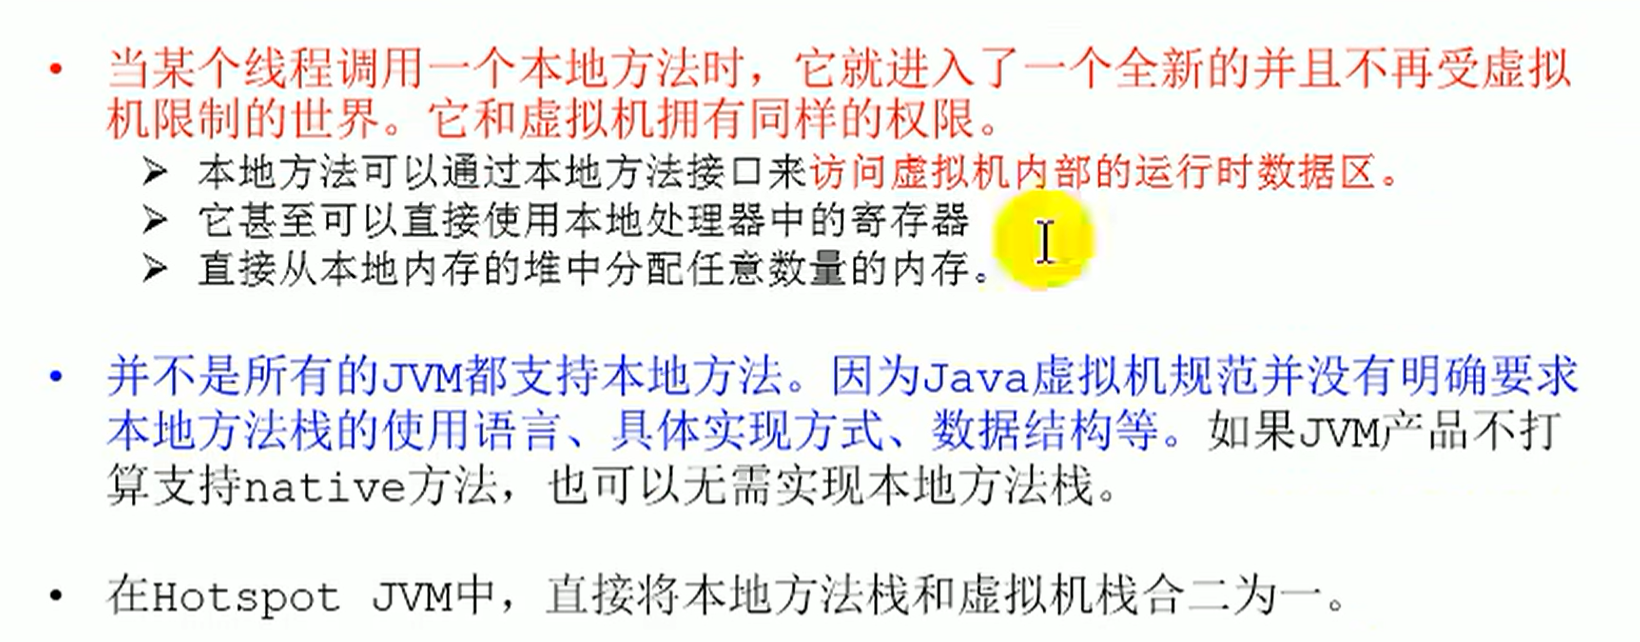 • 当某个线程调用一个本地方法时，它就进入了一个全新的并且不再受虚拟
机限制的世界。它和虚拟机拥有同样的权限。
➢ 本地方法可以通过本地方法接口来访问虚拟机内部的运行时数据区。
➢ 它甚至可以直接使用本地处理器中的寄存器
➢ 直接从本地内存的堆中分配任意数量的内存。
• 并不是所有的JVM都支持本地方法。因为Java虚拟机规范并没有明确要求
本地方法栈的使用语言、具体实现方式、数据结构等。如果JVM产品不打
算支持native方法，也可以无需实现本地方法栈。
• 在Hotspot JVM中，直接将本地方法栈和虚拟机栈合二为一。